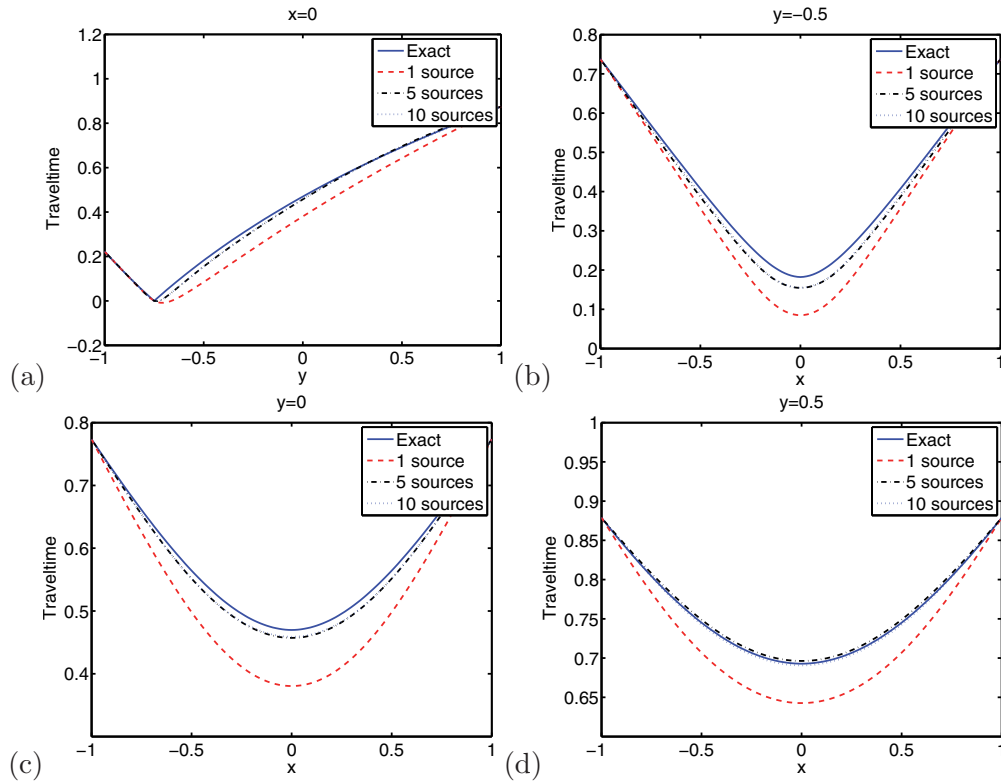 x=0
1.2
1
0.8
0.6
0.4
0.2
0
−0.2
Traveltime
−1
−0.5
0
0.5
1
y
Exact
1 source
5 sources
10 sources
(a)
y=−0.5
0.8
0.7
0.6
0.5
0.4
0.3
0.2
0.1
0
Traveltime
−1
−0.5
0
0.5
1
x
Exact
1 source
5 sources
10 sources
(b)
y=0
0.8
0.7
0.6
0.5
0.4
Traveltime
−1
−0.5
0
0.5
1
x
Exact
1 source
5 sources
10 sources
(c)
y=0.5
1
0.95
0.9
0.85
0.8
0.75
0.7
0.65
Traveltime
−1
−0.5
0
0.5
1
x
Exact
1 source
5 sources
10 sources
(d)